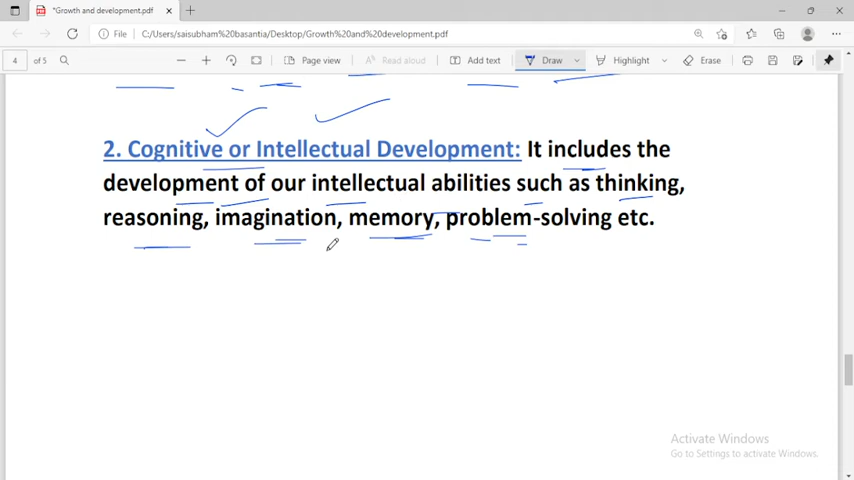 *Growth and development.pdf
File
C:/Users/saisubham%20basantia/Desktop/Growth%20and%20development.pdf
4 of 5
Page view
Read aloud
Add text
Draw
Highlight
Erase
2. Cognitive or Intellectual Development: It includes the
development of our intellectual abilities such as thinking,
reasoning, imagination, memory, problem-solving etc.
Activate Windows
Go to Settings to activate Windows.